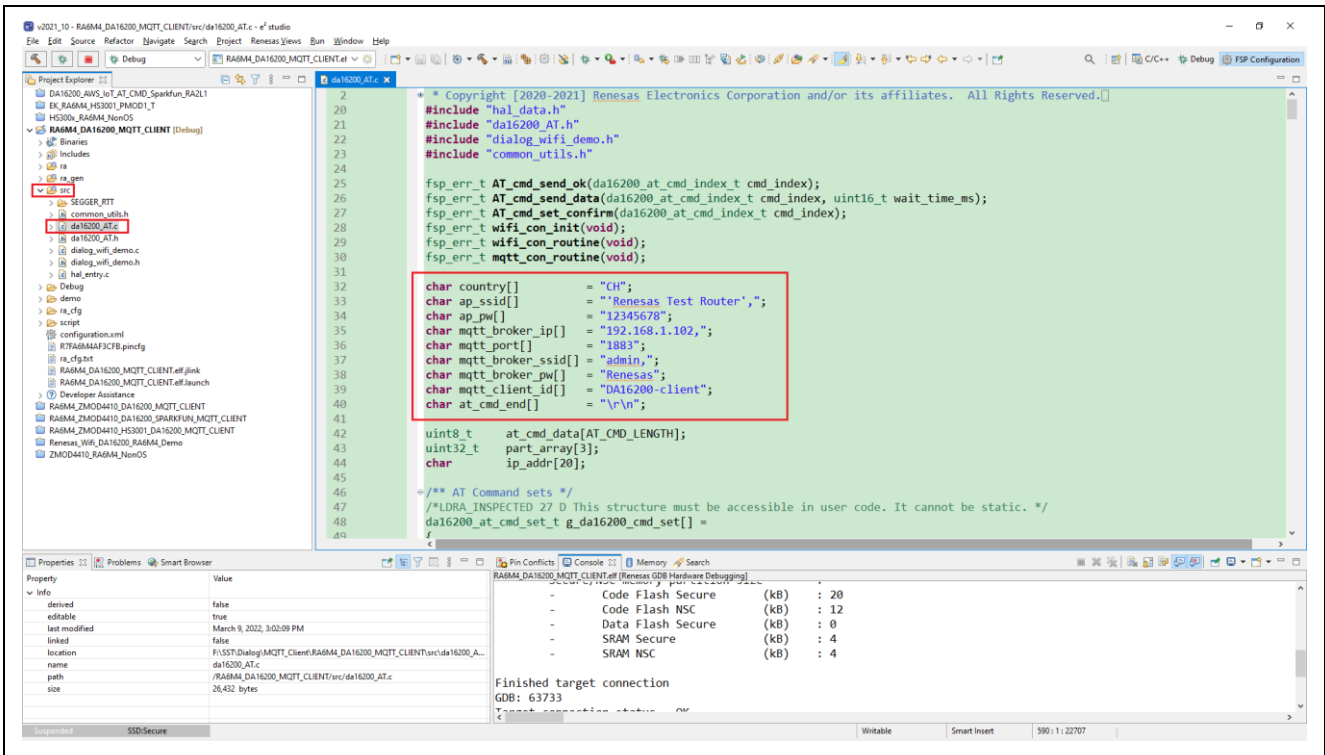 v2021_10 - RA6M4_DA16200_MQTT_CLIENT/src/da16200_AT.c - e² studio
File Edit Source Refactor Navigate Search Project Renesas Views Run Window Help
Debug RA6M4_DA16200_MQTT_CLIENT.el C/C++ Debug FSP Configuration
Project Explorer
DA16200_AWS_IoT_AT_CMD_Sparkfun_RA2L1
EK_RA6M4_HS3001_PMOD1_T
HS300x_RA6M4_NonOS
RA6M4_DA16200_MQTT_CLIENT [Debug]
Binaries
Includes
ra
ra_gen
src
SEGGER_RTT
common_utils.h
da16200_AT.c
da16200_AT.h
dialog_wifi_demo.c
dialog_wifi_demo.h
hal_entry.c
Debug
demo
ra_cfg
script
configuration.xml
R7FA6M4AF3CFB.pincfg
ra_cfg.txt
RA6M4_DA16200_MQTT_CLIENT.elf.jlink
RA6M4_DA16200_MQTT_CLIENT.elf.launch
Developer Assistance
RA6M4_ZMOD4410_DA16200_MQTT_CLIENT
RA6M4_ZMOD4410_DA16200_SPARKFUN_MQTT_CLIENT
RA6M4_ZMOD4410_HS3001_DA16200_MQTT_CLIENT
Renesas_Wifi_DA16200_RA6M4_Demo
ZMOD4410_RA6M4_NonOS
da16200_AT.c
2 * Copyright [2020-2021] Renesas Electronics Corporation and/or its affiliates. All Rights Reserved.
20 #include "hal_data.h"
21 #include "da16200_AT.h"
22 #include "dialog_wifi_demo.h"
23 #include "common_utils.h"
24
25 fsp_err_t AT_cmd_send_ok(da16200_at_cmd_index_t cmd_index);
26 fsp_err_t AT_cmd_send_data(da16200_at_cmd_index_t cmd_index, uint16_t wait_time_ms);
27 fsp_err_t AT_cmd_set_confirm(da16200_at_cmd_index_t cmd_index);
28 fsp_err_t wifi_con_init(void);
29 fsp_err_t wifi_con_routine(void);
30 fsp_err_t mqtt_con_routine(void);
31
32 char country[] = "CH";
33 char ap_ssid[] = "'Renesas Test Router',";
34 char ap_pw[] = "12345678";
35 char mqtt_broker_ip[] = "192.168.1.102,";
36 char mqtt_port[] = "1883";
37 char mqtt_broker_ssid[] = "admin,";
38 char mqtt_broker_pw[] = "Renesas";
39 char mqtt_client_id[] = "DA16200-client";
40 char at_cmd_end[] = "\r\n";
41
42 uint8_t at_cmd_data[AT_CMD_LENGTH];
43 uint32_t part_array[3];
44 char ip_addr[20];
45
46 /** AT Command sets */
47 /*LDRA_INSPECTED 27 D This structure must be accessible in user code. It cannot be static. */
48 da16200_at_cmd_set_t g_da16200_cmd_set[] =
49 {
Properties Problems Smart Browser
Property Value
Info
derived false
editable true
last modified March 9, 2022, 3:02:09 PM
linked false
location F:\SST\Dialog\MQTT_Client\RA6M4_DA16200_MQTT_CLIENT\src\da16200_A...
name da16200_AT.c
path /RA6M4_DA16200_MQTT_CLIENT/src/da16200_AT.c
size 26,432 bytes
Pin Conflicts Console Memory Search
RA6M4_DA16200_MQTT_CLIENT.elf [Renesas GDB Hardware Debugging]
Secure/NSC memory partition size :
- Code Flash Secure (kB) : 20
- Code Flash NSC (kB) : 12
- Data Flash Secure (kB) : 0
- SRAM Secure (kB) : 4
- SRAM NSC (kB) : 4
Finished target connection
GDB: 63733
Target connection status - OK
Suspended SSD:Secure Writable Smart Insert 590 : 1 : 22707